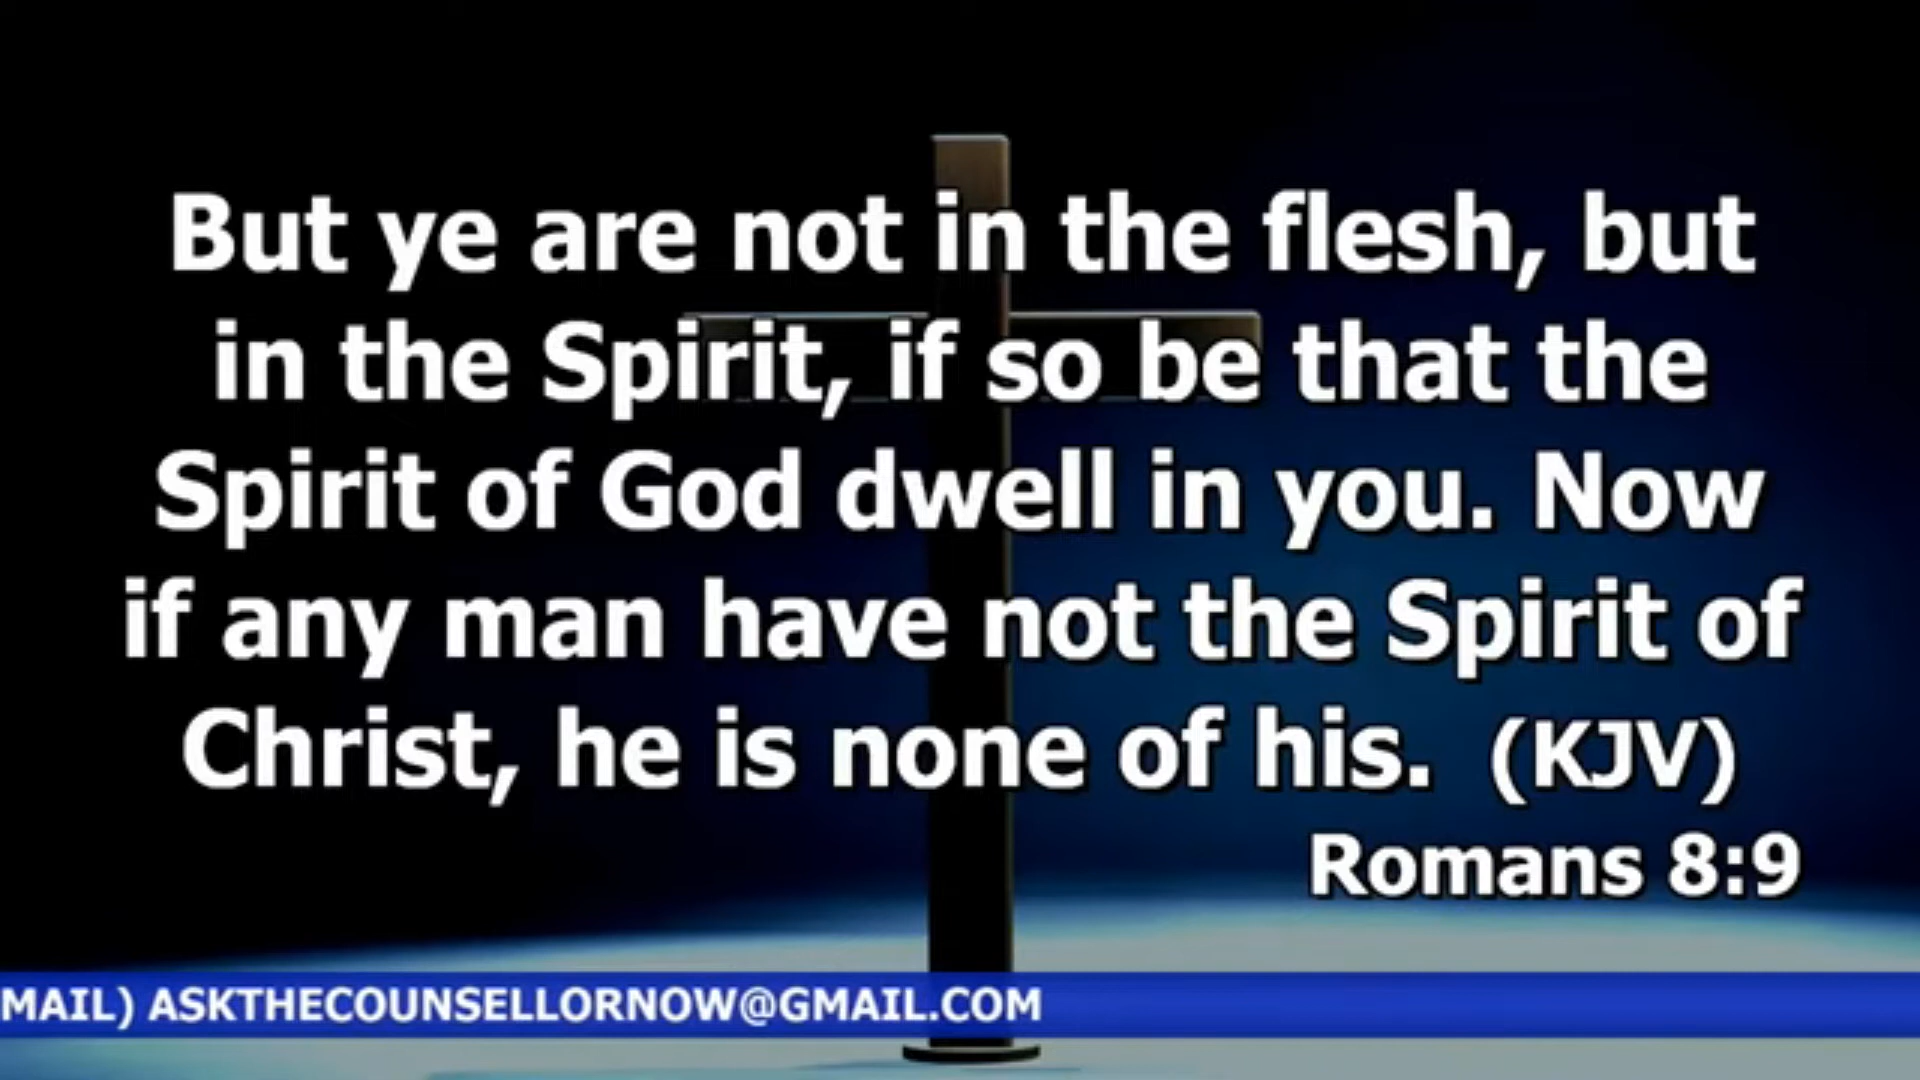 But ye are not in the flesh, but
in the Spirit, if so be that the
Spirit of God dwell in you. Now
if any man have not the Spirit of
Christ, he is none of his. (KJV)
Romans 8:9
MAIL) ASKTHECOUNSELLORNOW@GMAIL.COM